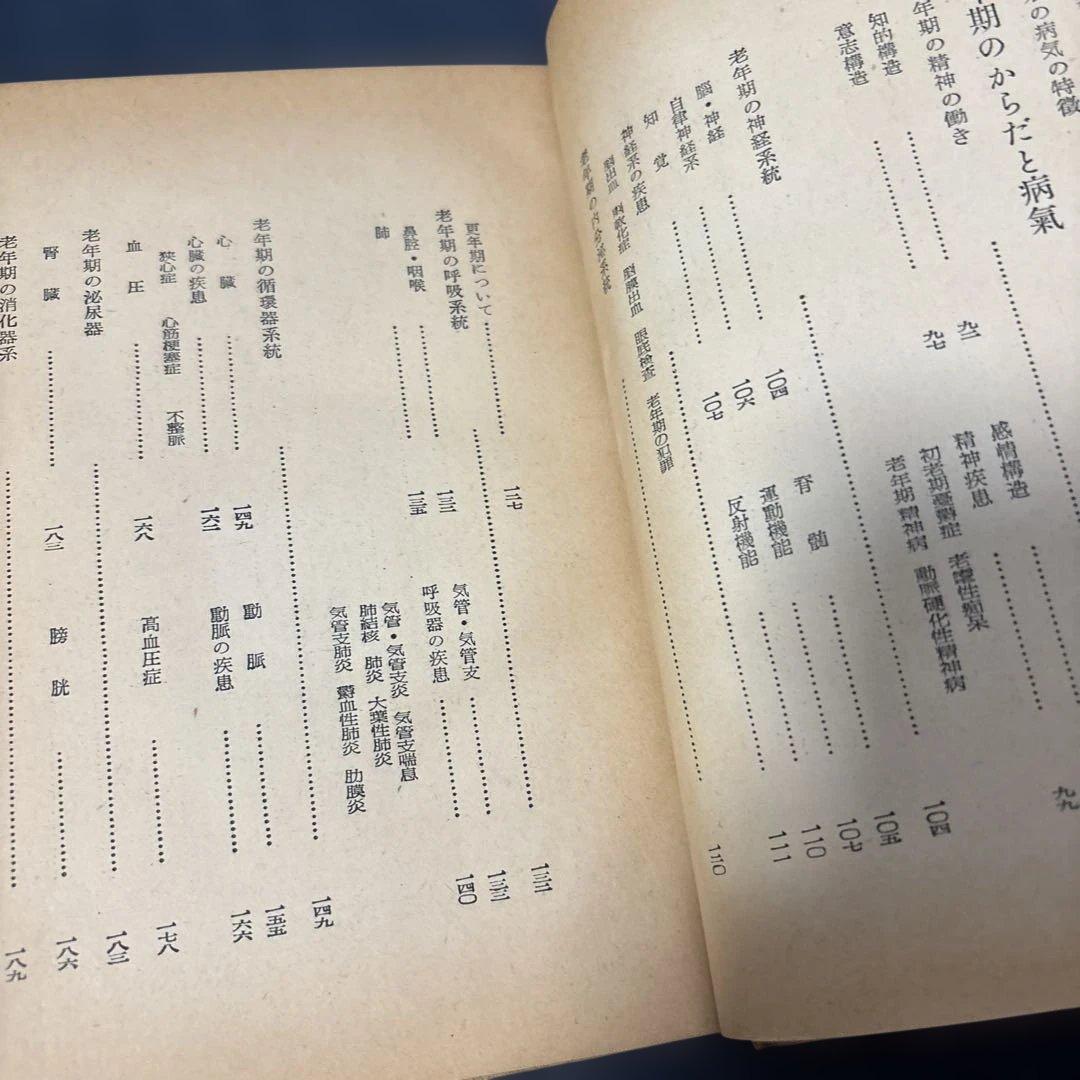 の病気の特徴
期のからだと病氣
年期の精神の働き……九一
知的構造……九一
意志構造……九七
感情構造……九九
精神疾患……一〇四
初老期憂鬱症 老耄性痴呆
老年期精神病 動脈硬化性精神病
老年期の神経系統……一〇五
脳・神経……一〇四
自律神経系……一〇六
知覚……一〇七
脊髄……一〇七
運動機能……一一〇
反射機能……一一一
神経系の疾患
脳出血 脳軟化症 脳膜出血 眼底検査 老年期の犯罪
更年期について……一二七
老年期の呼吸系統……一三一
鼻腔・咽喉……一三一
肺……一三五
気管・気管支……一三三
呼吸器の疾患……一四〇
気管・気管支炎 気管支喘息
肺結核 肺炎 大葉性肺炎
気管支肺炎 鬱血性肺炎 肋膜炎
老年期の循環器系統……一四九
心臓……一四九
心臓の疾患……一六一
狭心症 心筋梗塞症 不整脈
血圧……一六八
動脈……一五五
動脈の疾患……一六六
高血圧症……一七八
老年期の泌尿器……一八三
腎臓……一八三
膀胱……一八六
老年期の消化器系……一八九